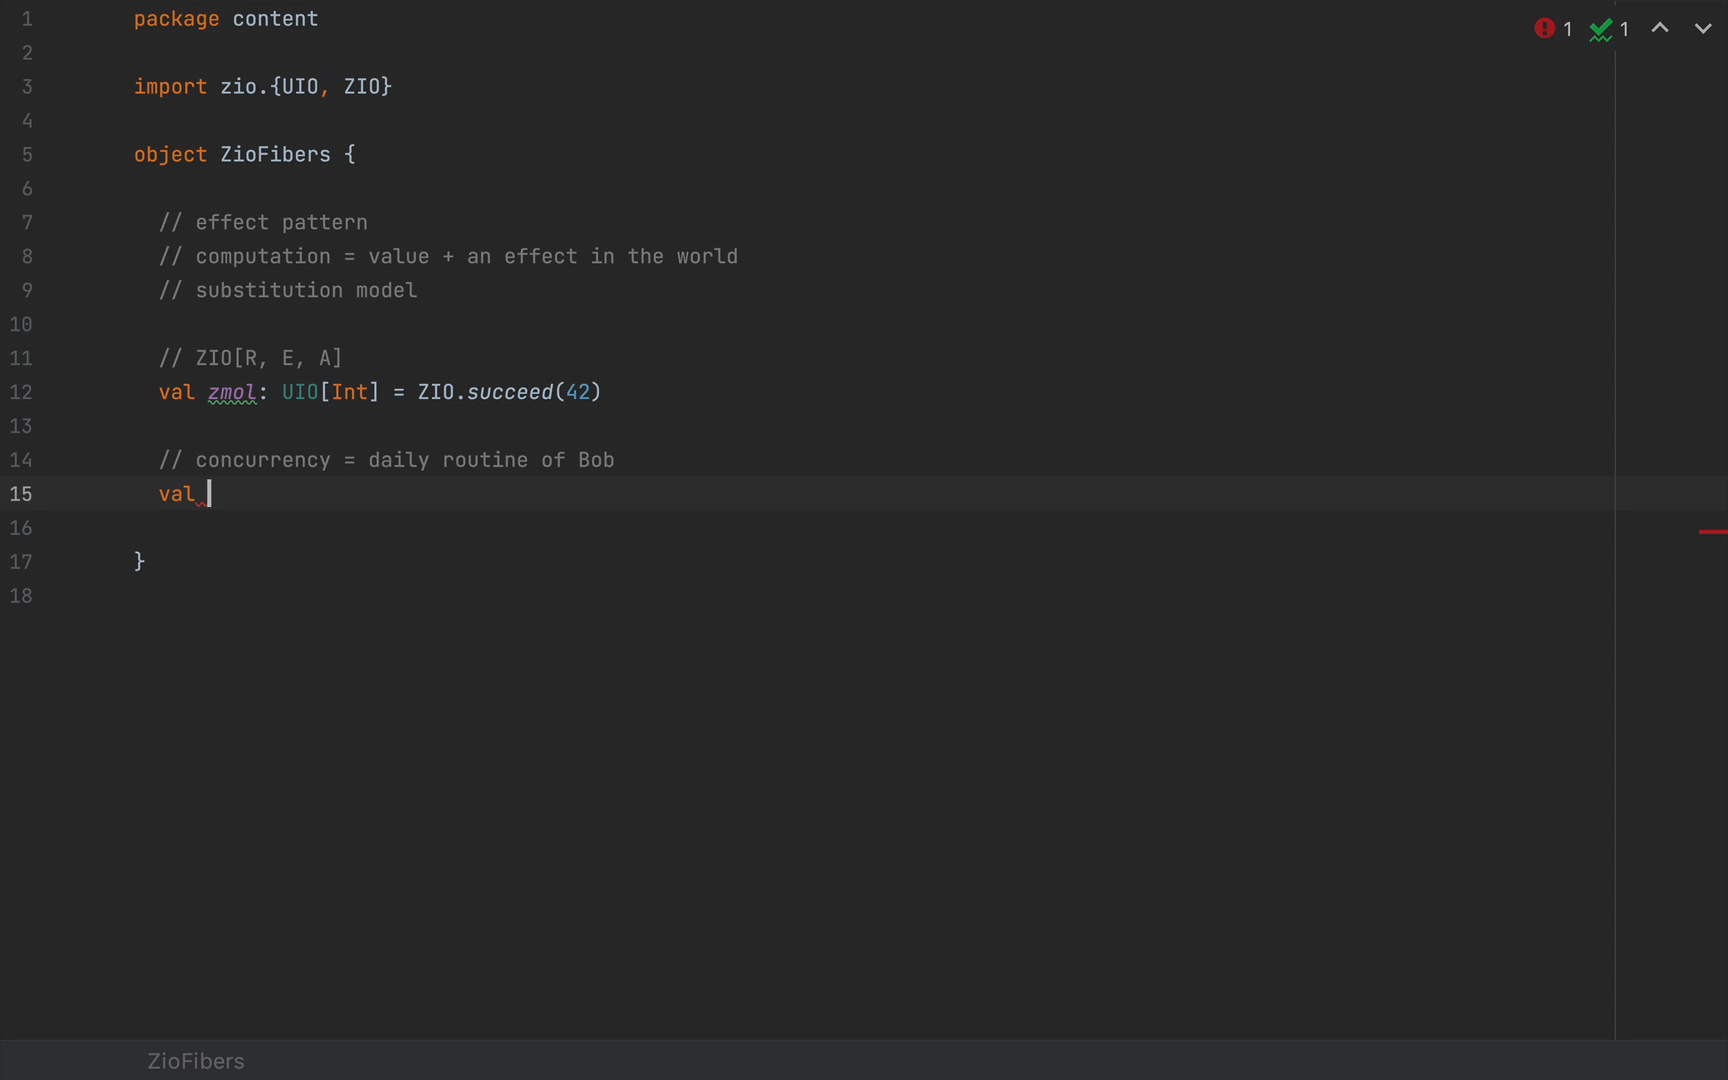 1 package content
2
3 import zio.{UIO, ZIO}
4
5 object ZioFibers {
6
7 // effect pattern
8 // computation = value + an effect in the world
9 // substitution model
10
11 // ZIO[R, E, A]
12 val zmol: UIO[Int] = ZIO.succeed(42)
13
14 // concurrency = daily routine of Bob
15 val
16
17 }
18
1 1
ZioFibers